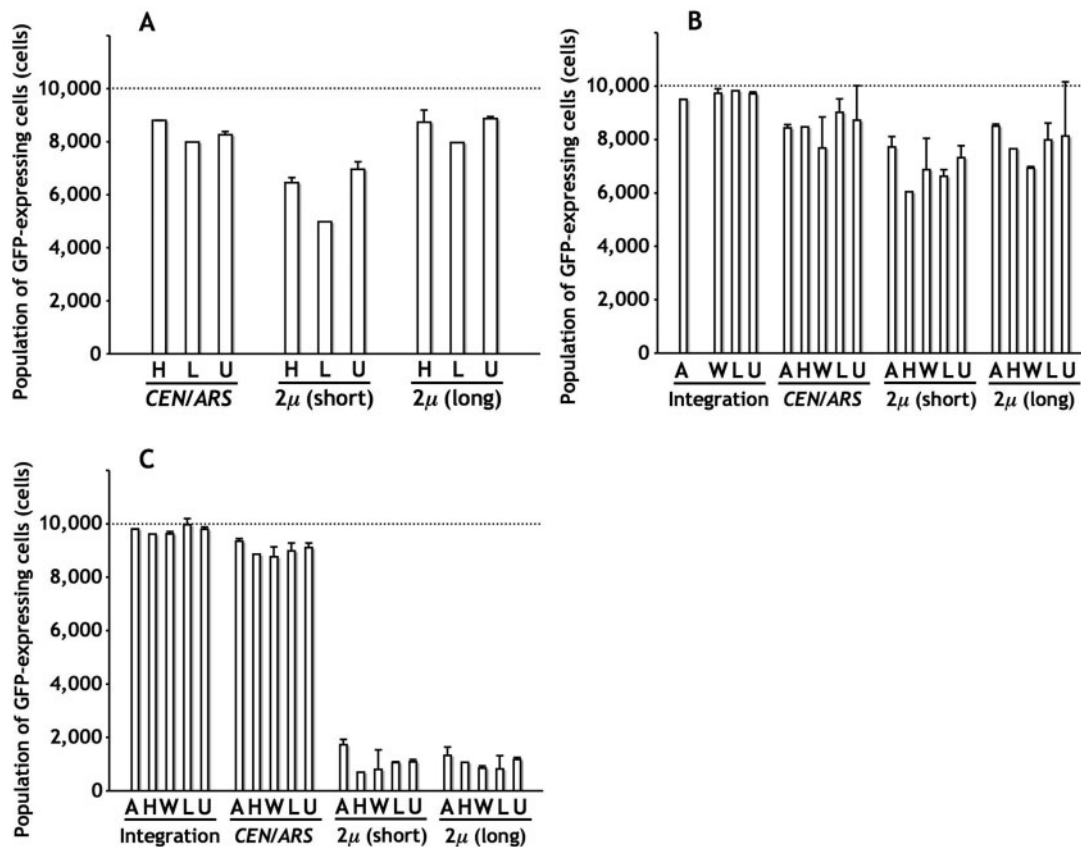 A
Population of GFP-expressing cells (cells)
10,000
8,000
6,000
4,000
2,000
0
H L U H L U H L U
CEN/ARS 2μ (short) 2μ (long)
B
Population of GFP-expressing cells (cells)
10,000
8,000
6,000
4,000
2,000
0
A W L U A H W L U A H W L U A H W L U
Integration CEN/ARS 2μ (short) 2μ (long)
C
Population of GFP-expressing cells (cells)
10,000
8,000
6,000
4,000
2,000
0
A H W L U A H W L U A H W L U A H W L U
Integration CEN/ARS 2μ (short) 2μ (long)